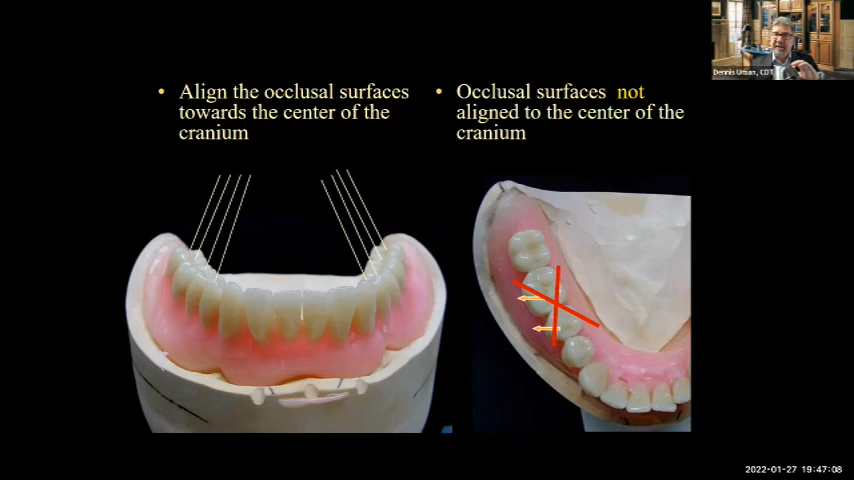 Dennis Urban, CDT
• Align the occlusal surfaces
towards the center of the
cranium
• Occlusal surfaces not
aligned to the center of the
cranium
2022-01-27 19:47:08